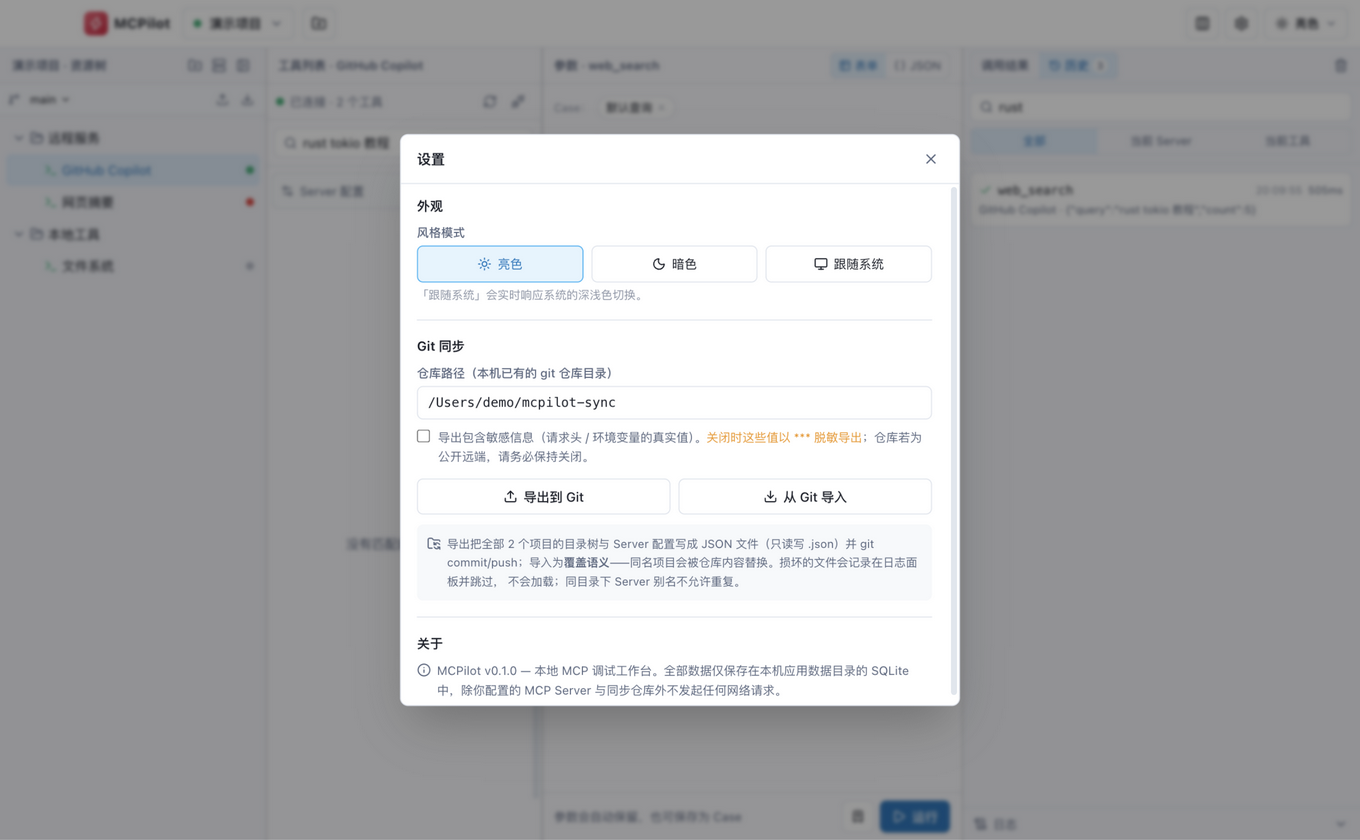 MCPilot
演示项目
亮色
演示项目 · 资源树
工具列表 · GitHub Copilot
参数 · web_search
表单
JSON
调用结果
历史
main
已连接 · 2 个工具
Case
默认查询
rust
远程服务
rust tokio 教程
全部
当前 Server
当前工具
GitHub Copilot
Server 配置
web_search
网页摘要
GitHub Copilot · {"query":"rust tokio 教程","count":5}
本地工具
文件系统
设置
外观
风格模式
亮色
暗色
跟随系统
「跟随系统」会实时响应系统的深浅色切换。
Git 同步
仓库路径（本机已有的 git 仓库目录）
/Users/demo/mcpilot-sync
导出包含敏感信息（请求头 / 环境变量的真实值）。关闭时这些值以 *** 脱敏导出；仓库若为
公开远端，请务必保持关闭。
导出到 Git
从 Git 导入
导出把全部 2 个项目的目录树与 Server 配置写成 JSON 文件（只读写 .json）并 git
commit/push；导入为覆盖语义——同名项目会被仓库内容替换。损坏的文件会记录在日志面
板并跳过， 不会加载；同目录下 Server 别名不允许重复。
关于
MCPilot v0.1.0 — 本地 MCP 调试工作台。全部数据仅保存在本机应用数据目录的 SQLite
中，除你配置的 MCP Server 与同步仓库外不发起任何网络请求。
参数会自动保留，也可保存为 Case
运行
日志